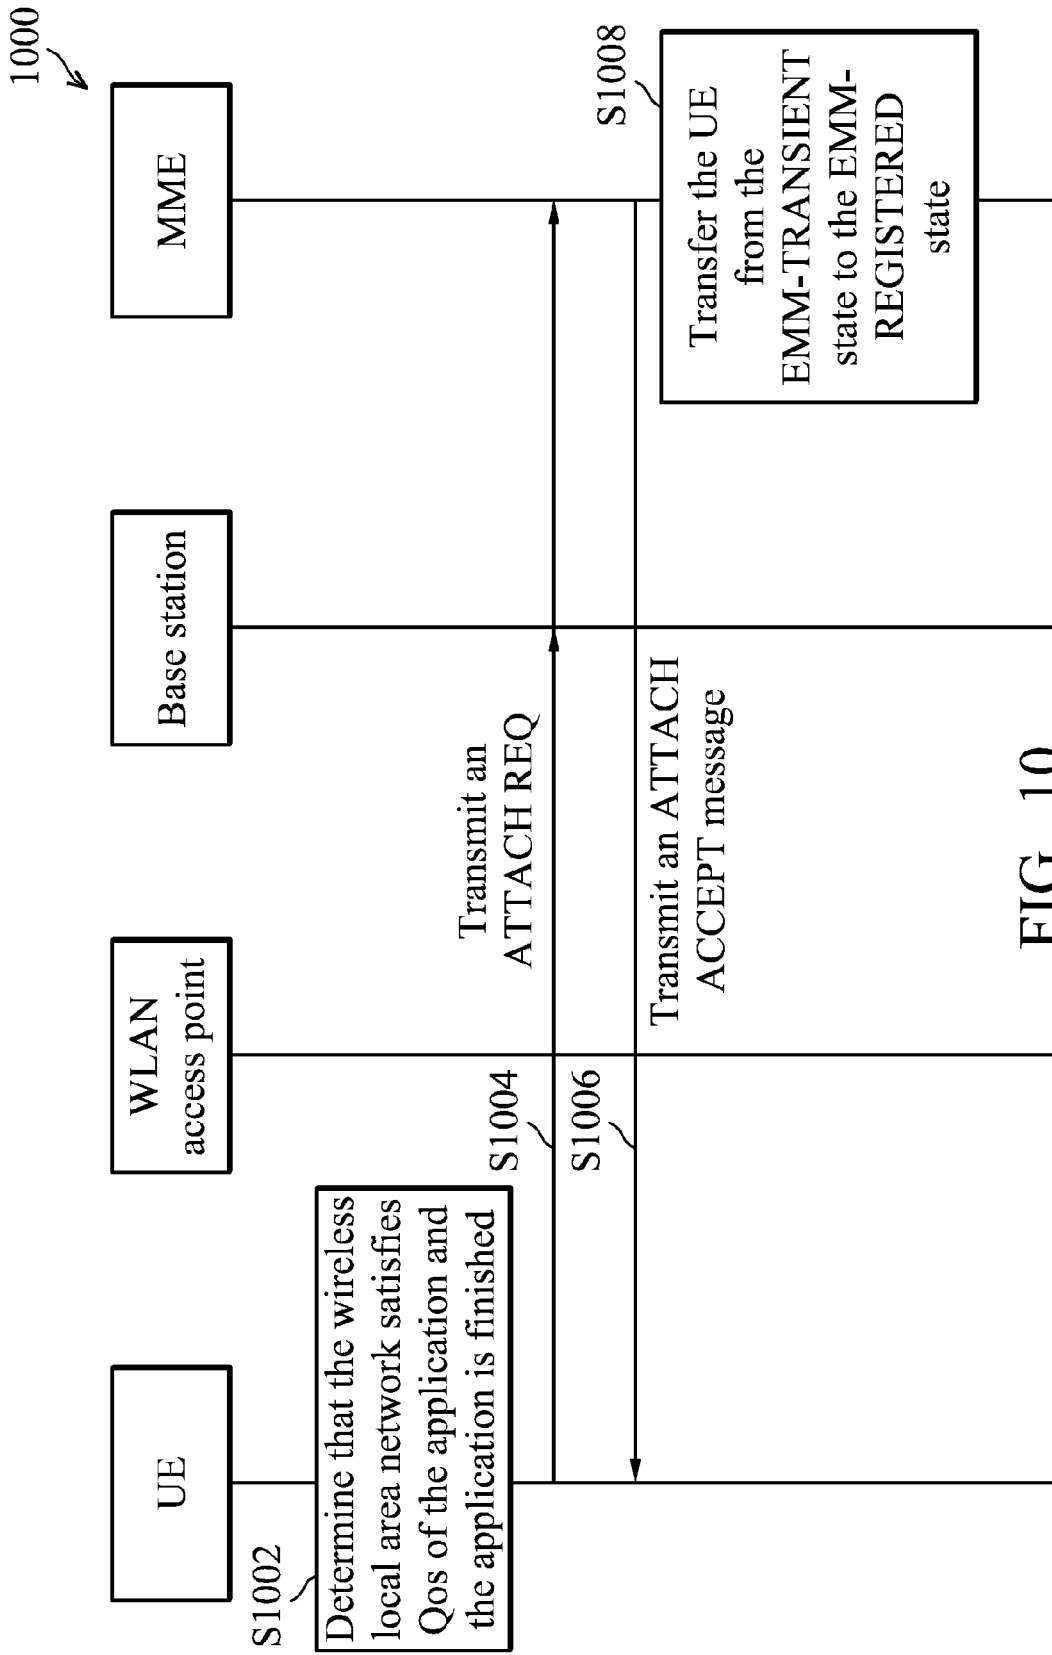 1000
UE
WLAN
access point
Base station
MME
S1002
Determine that the wireless
local area network satisfies
Qos of the application and
the application is finished
Transmit an
ATTACH REQ
S1004
S1006
Transmit an ATTACH
ACCEPT message
S1008
Transfer the UE
from the
EMM-TRANSIENT
state to the EMM-
REGISTERED
state
FIG. 10